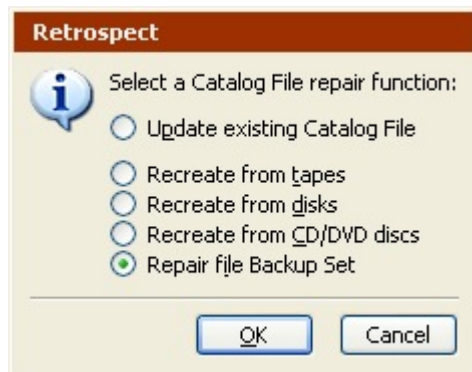 Retrospect
Select a Catalog File repair function:
Update existing Catalog File
Recreate from tapes
Recreate from disks
Recreate from CD/DVD discs
Repair file Backup Set
OK
Cancel